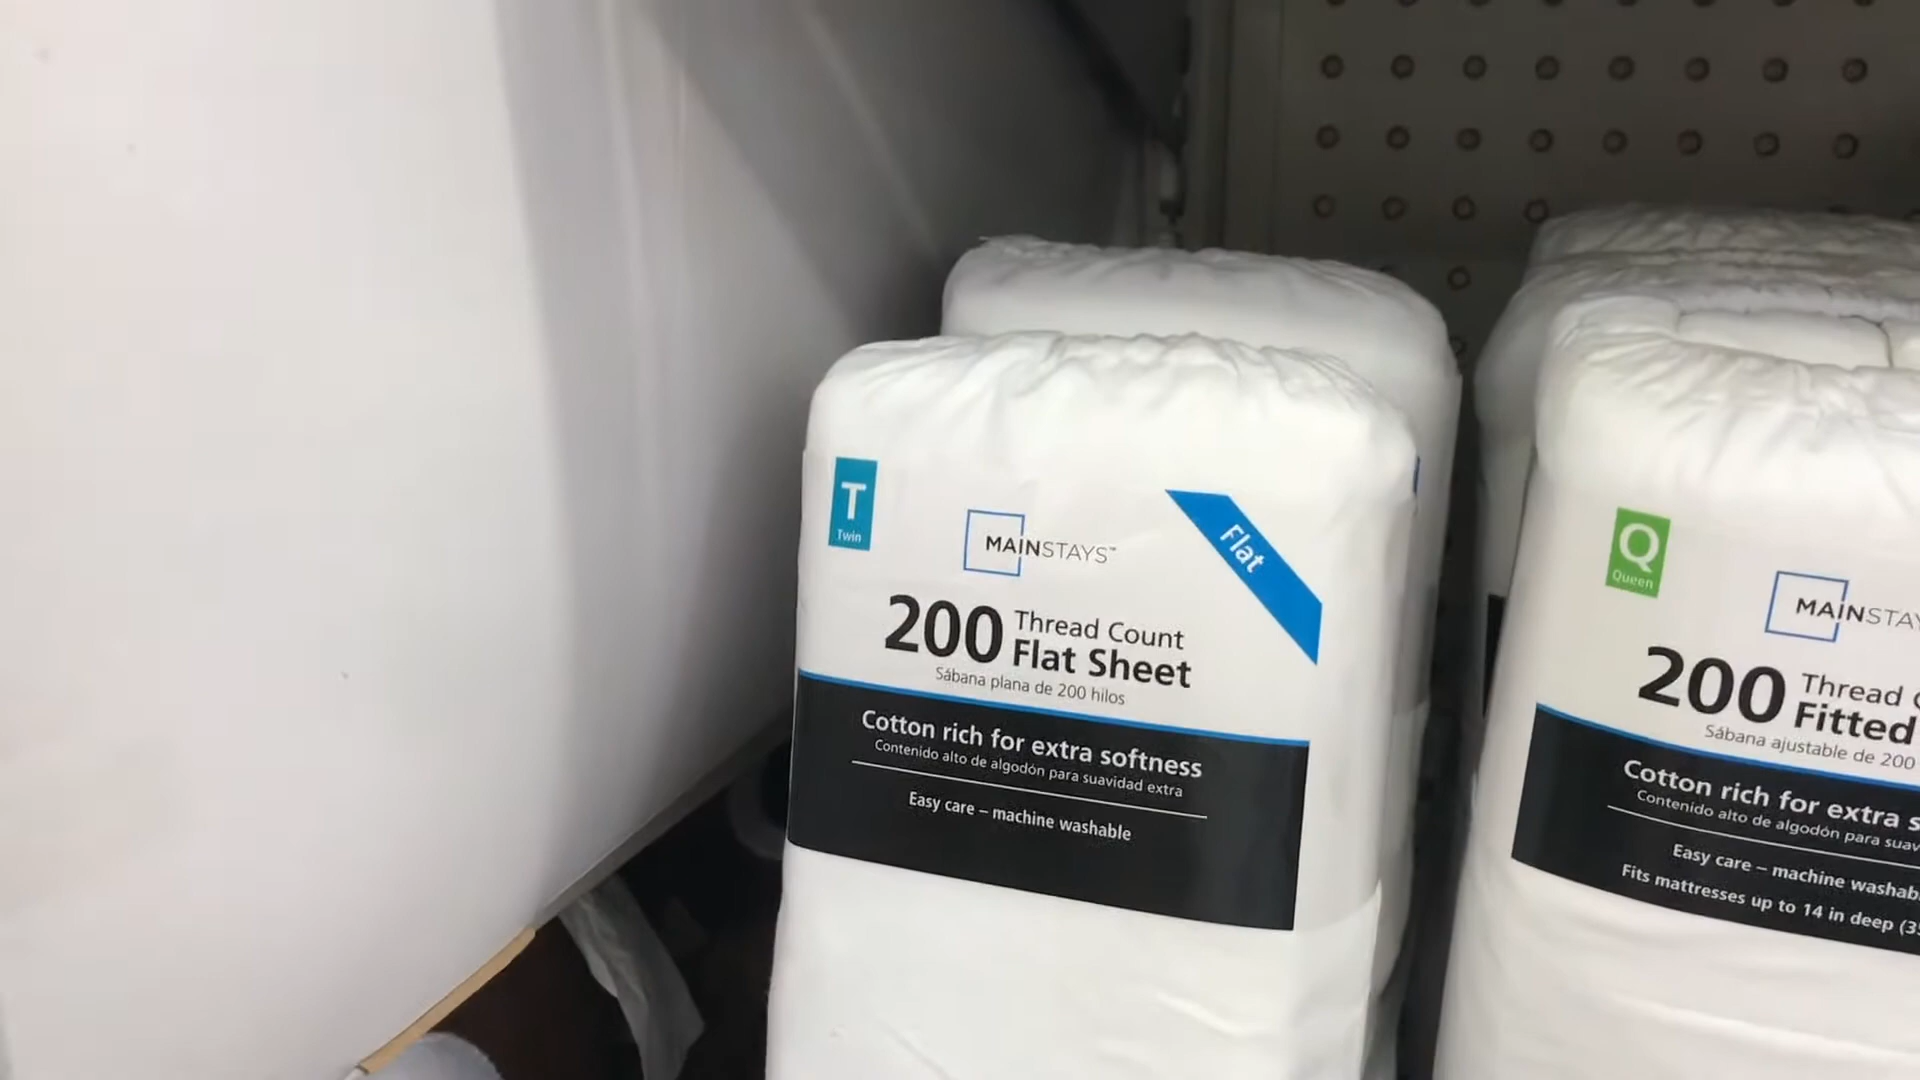 T
Twin
MAINSTAYS™
Flat
200 Thread Count
Flat Sheet
Sábana plana de 200 hilos
Cotton rich for extra softness
Contenido alto de algodón para suavidad extra
Easy care – machine washable
Q
Queen
MAINSTAY
200 Thread
Fitted
Sábana ajustable de 200
Cotton rich for extra
Contenido alto de algodón para
Easy care – machine
Fits mattresses up to 14 in deep